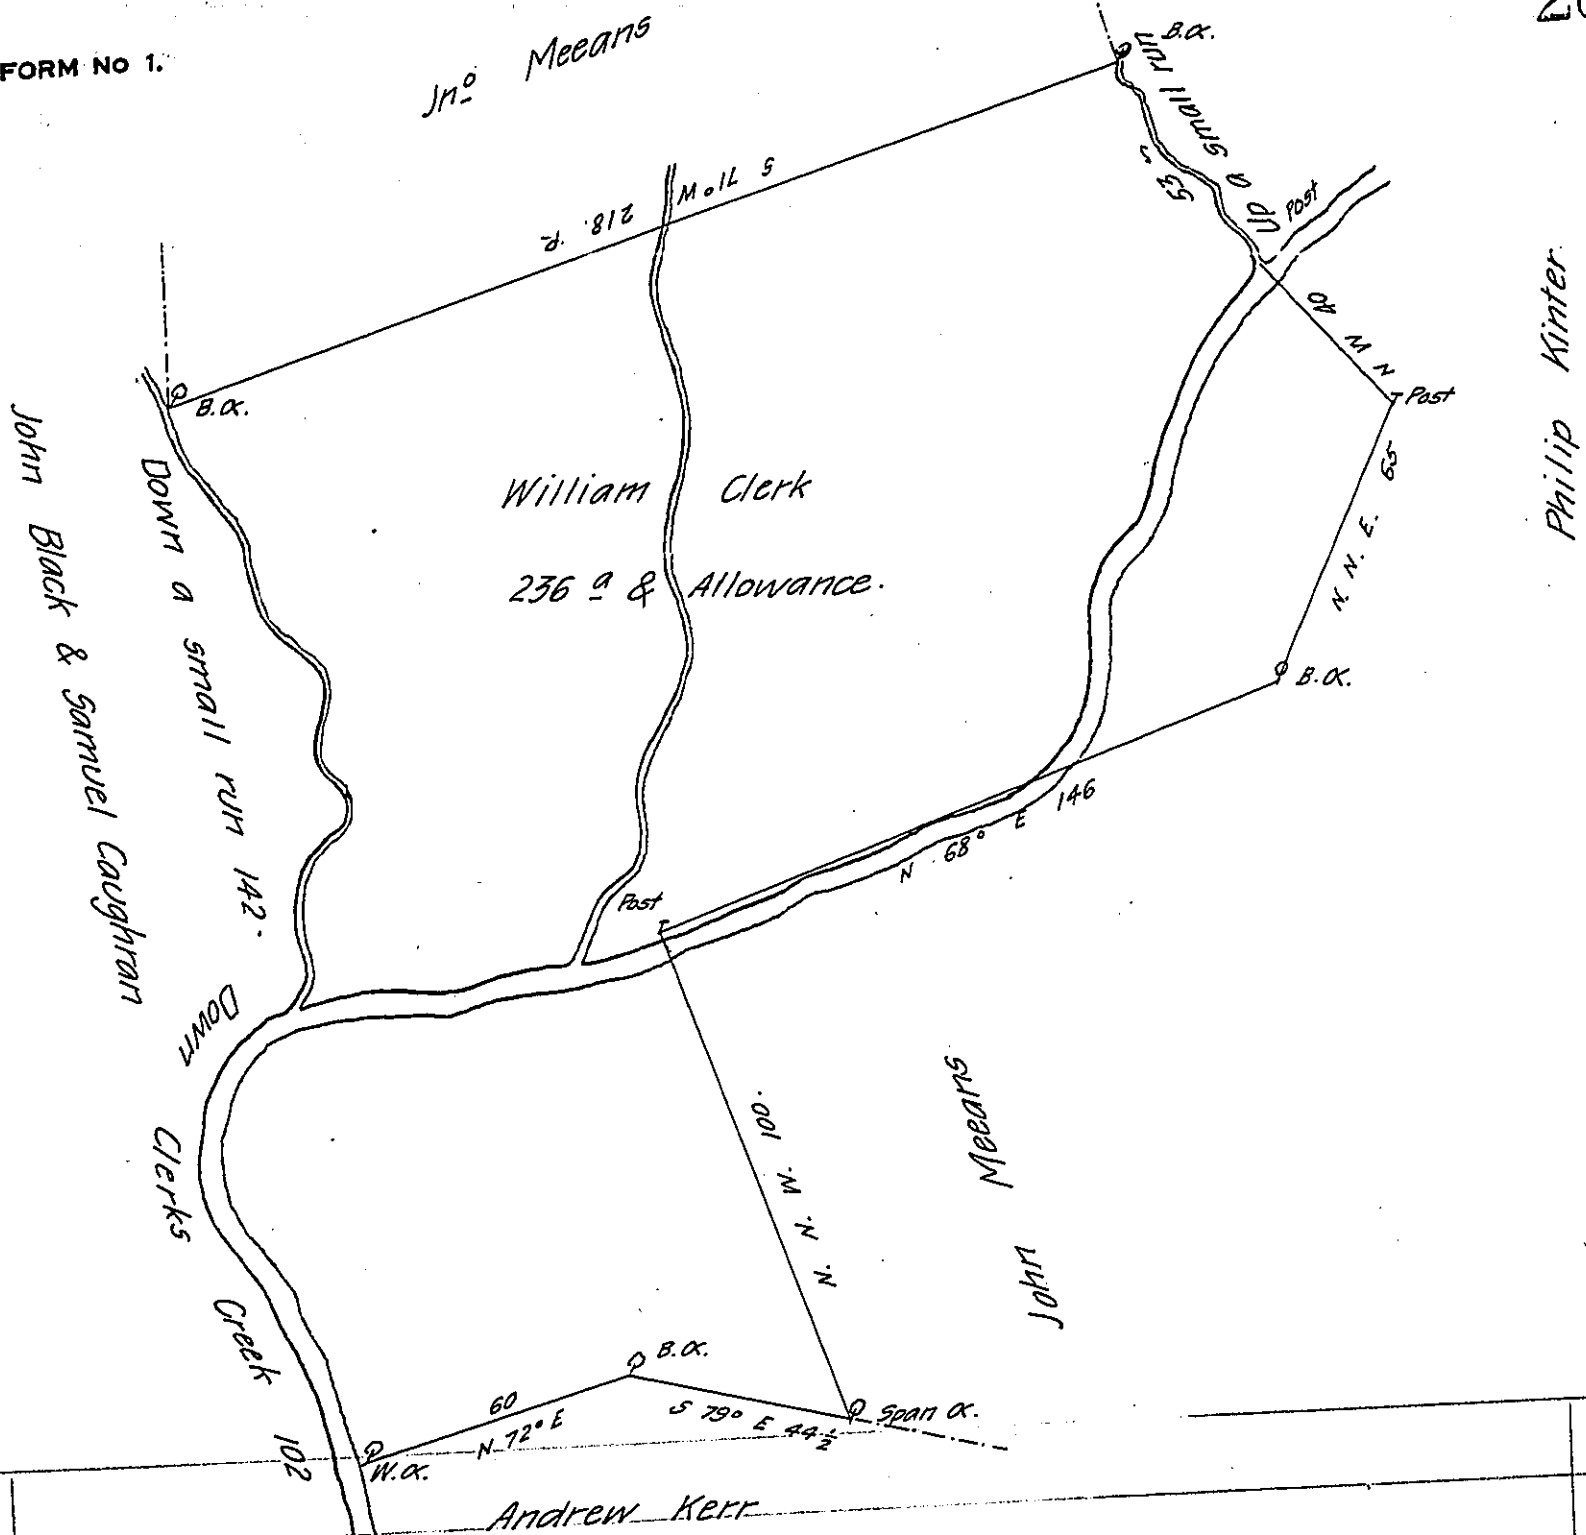 FORM No 1.
Jnº Meeans
B.O.
Up a small run
53
S 71° W 218. P.
Post
N W 40
Post
N. N. E. 65
B.O.
Philip Kinter.
B.O.
John Black & Samuel Caughran
Down a small run 142.
William Clerk
236 a & Allowance.
N 68° E 146
Post
N. N. W. 100.
John Meeans
Down Clerks Creek 102
B.O.
60
N 72° E
S 79° E 44½
Span O.
W.O.
Andrew Kerr